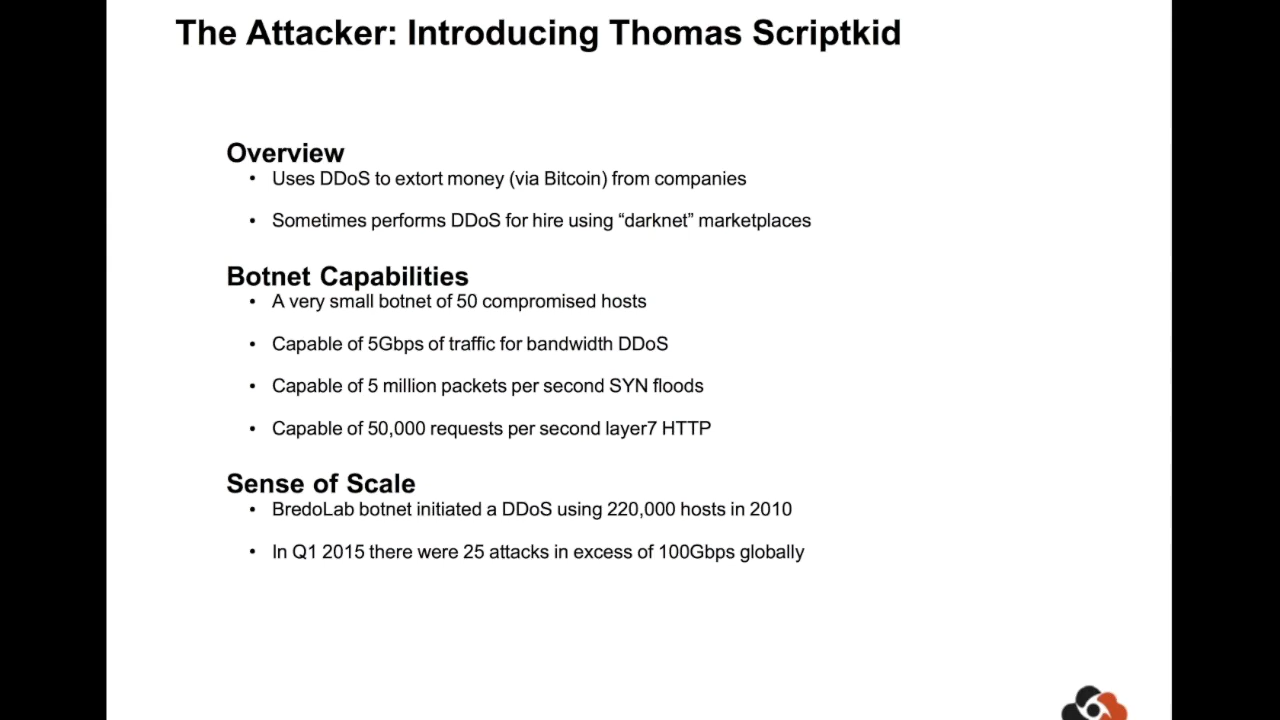 The Attacker: Introducing Thomas Scriptkid
Overview
• Uses DDoS to extort money (via Bitcoin) from companies
• Sometimes performs DDoS for hire using “darknet” marketplaces
Botnet Capabilities
• A very small botnet of 50 compromised hosts
• Capable of 5Gbps of traffic for bandwidth DDoS
• Capable of 5 million packets per second SYN floods
• Capable of 50,000 requests per second layer7 HTTP
Sense of Scale
• BredoLab botnet initiated a DDoS using 220,000 hosts in 2010
• In Q1 2015 there were 25 attacks in excess of 100Gbps globally